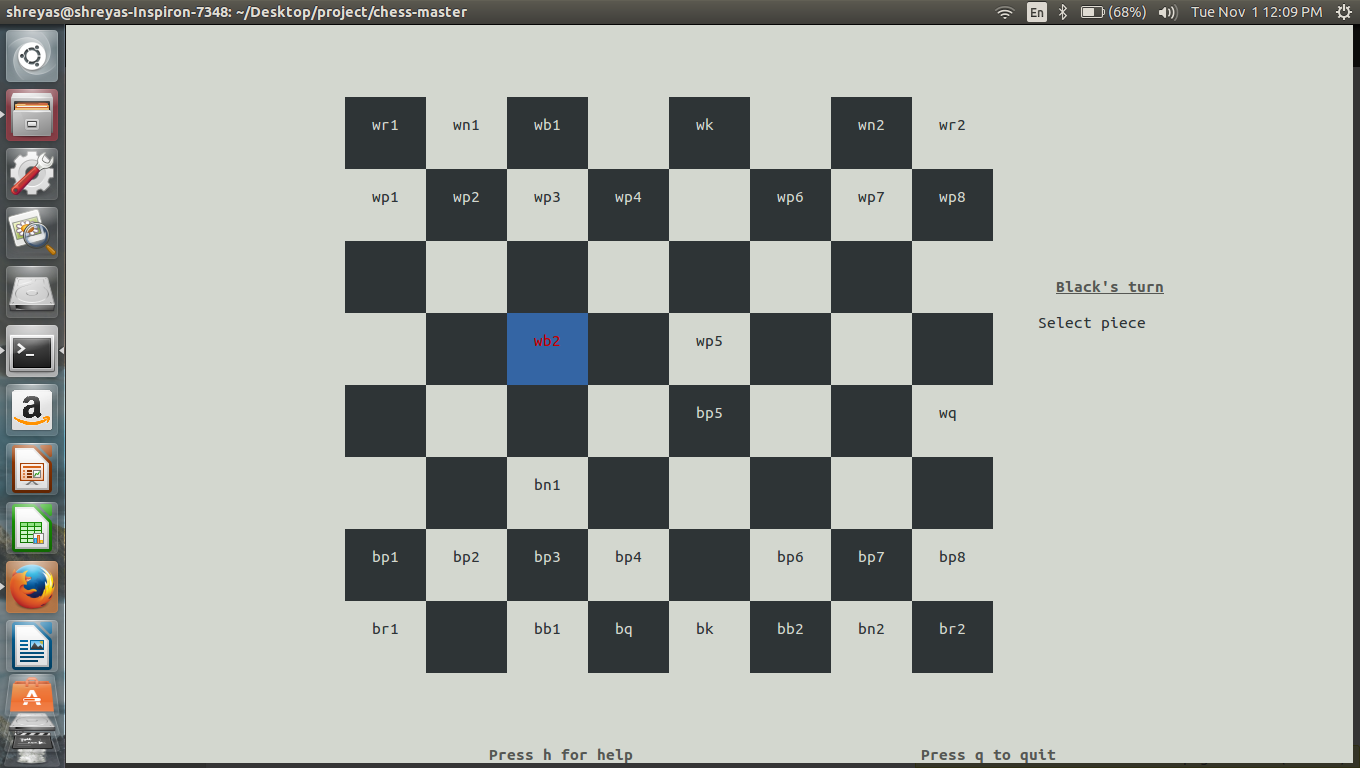 shreyas@shreyas-Inspiron-7348: ~/Desktop/project/chess-master En (68%) Tue Nov 1 12:09 PM
wr1 wn1 wb1 wk wn2 wr2
wp1 wp2 wp3 wp4 wp6 wp7 wp8
Black's turn
Select piece
wb2 wp5
bp5 wq
bn1
bp1 bp2 bp3 bp4 bp6 bp7 bp8
br1 bb1 bq bk bb2 bn2 br2
Press h for help Press q to quit